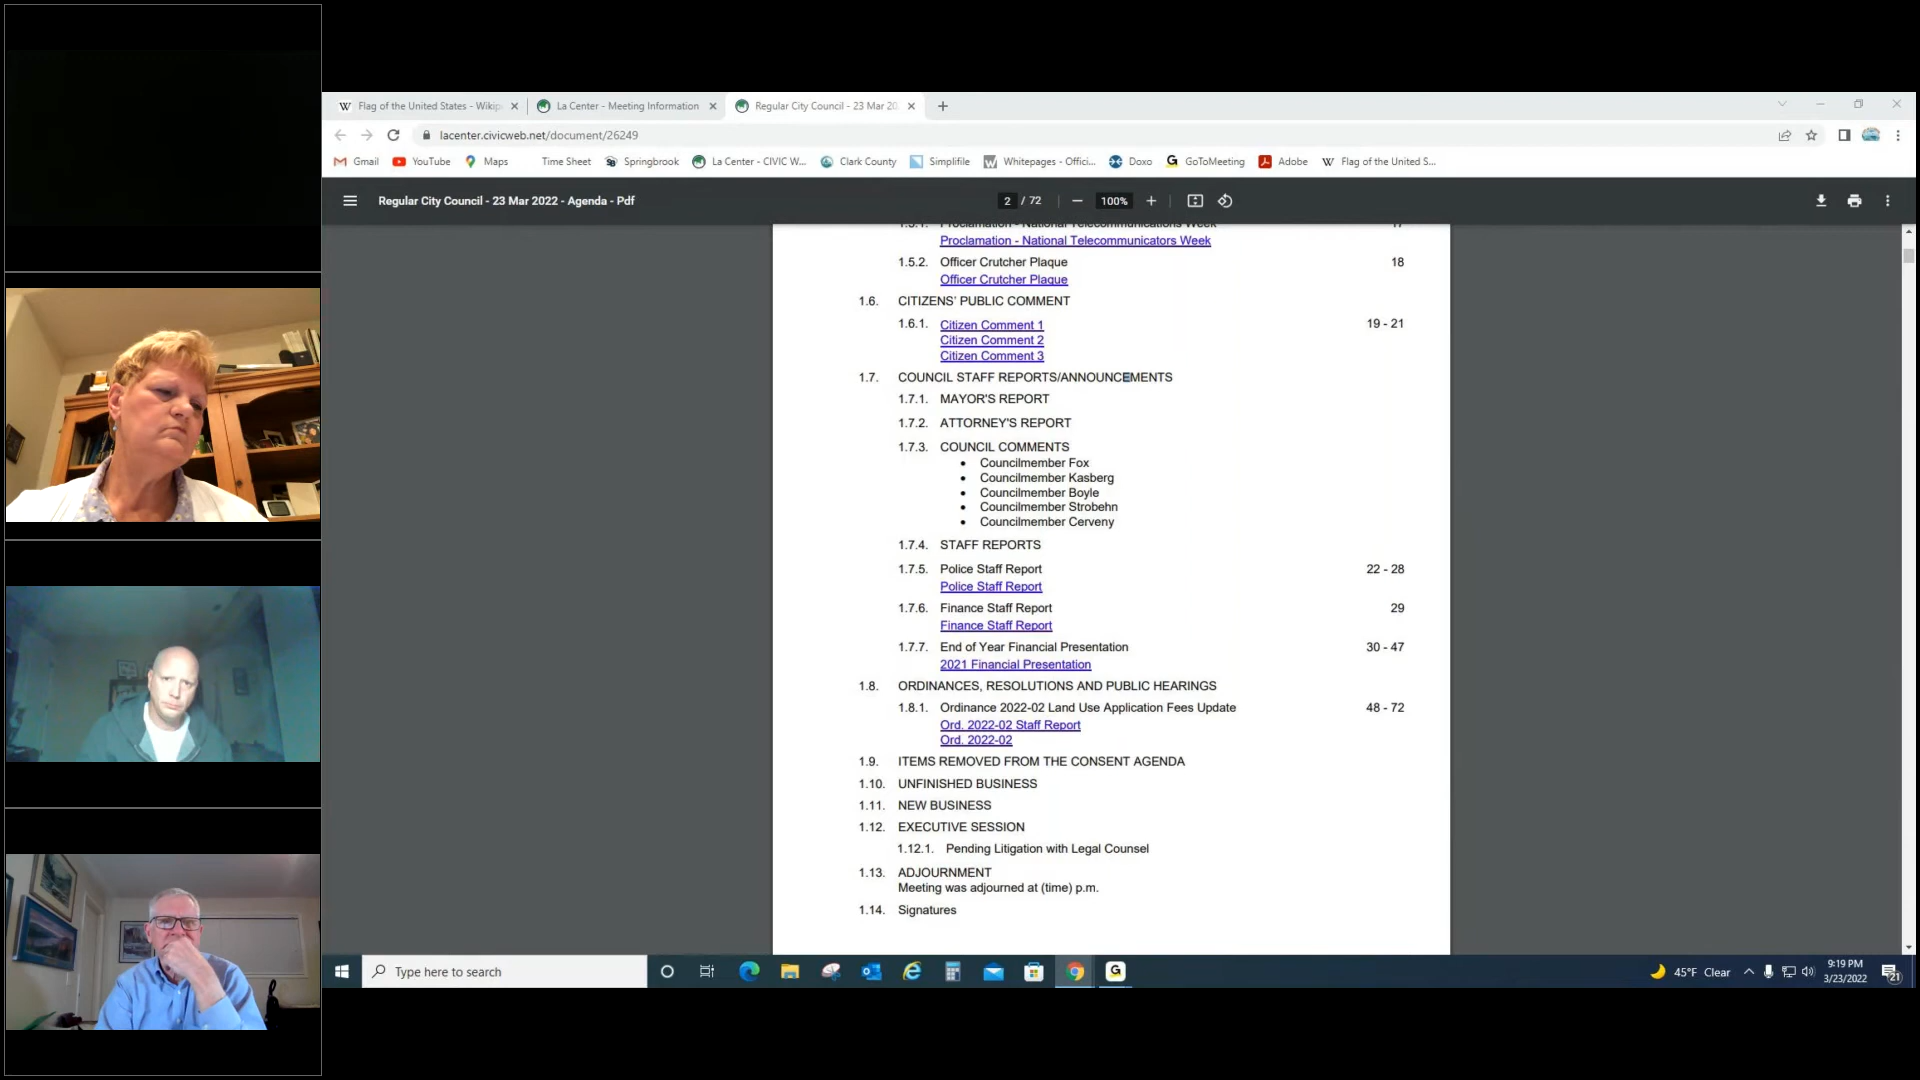 Flag of the United States - Wikip
La Center - Meeting Information
Regular City Council - 23 Mar 20
lacenter.civicweb.net/document/26249
Gmail YouTube Maps Time Sheet Springbrook La Center - CIVIC W... Clark County Simplifile Whitepages - Offici... Doxo GoToMeeting Adobe Flag of the United S...
Regular City Council - 23 Mar 2022 - Agenda - Pdf 2 / 72 100%
1.5.1. Proclamation - National Telecommunications Week 17
Proclamation - National Telecommunicators Week
1.5.2. Officer Crutcher Plaque 18
Officer Crutcher Plaque
1.6. CITIZENS' PUBLIC COMMENT
1.6.1. Citizen Comment 1 19 - 21
Citizen Comment 2
Citizen Comment 3
1.7. COUNCIL STAFF REPORTS/ANNOUNCEMENTS
1.7.1. MAYOR'S REPORT
1.7.2. ATTORNEY'S REPORT
1.7.3. COUNCIL COMMENTS
• Councilmember Fox
• Councilmember Kasberg
• Councilmember Boyle
• Councilmember Strobehn
• Councilmember Cerveny
1.7.4. STAFF REPORTS
1.7.5. Police Staff Report 22 - 28
Police Staff Report
1.7.6. Finance Staff Report 29
Finance Staff Report
1.7.7. End of Year Financial Presentation 30 - 47
2021 Financial Presentation
1.8. ORDINANCES, RESOLUTIONS AND PUBLIC HEARINGS
1.8.1. Ordinance 2022-02 Land Use Application Fees Update 48 - 72
Ord. 2022-02 Staff Report
Ord. 2022-02
1.9. ITEMS REMOVED FROM THE CONSENT AGENDA
1.10. UNFINISHED BUSINESS
1.11. NEW BUSINESS
1.12. EXECUTIVE SESSION
1.12.1. Pending Litigation with Legal Counsel
1.13. ADJOURNMENT
Meeting was adjourned at (time) p.m.
1.14. Signatures
Type here to search
45°F Clear
9:19 PM
3/23/2022
21